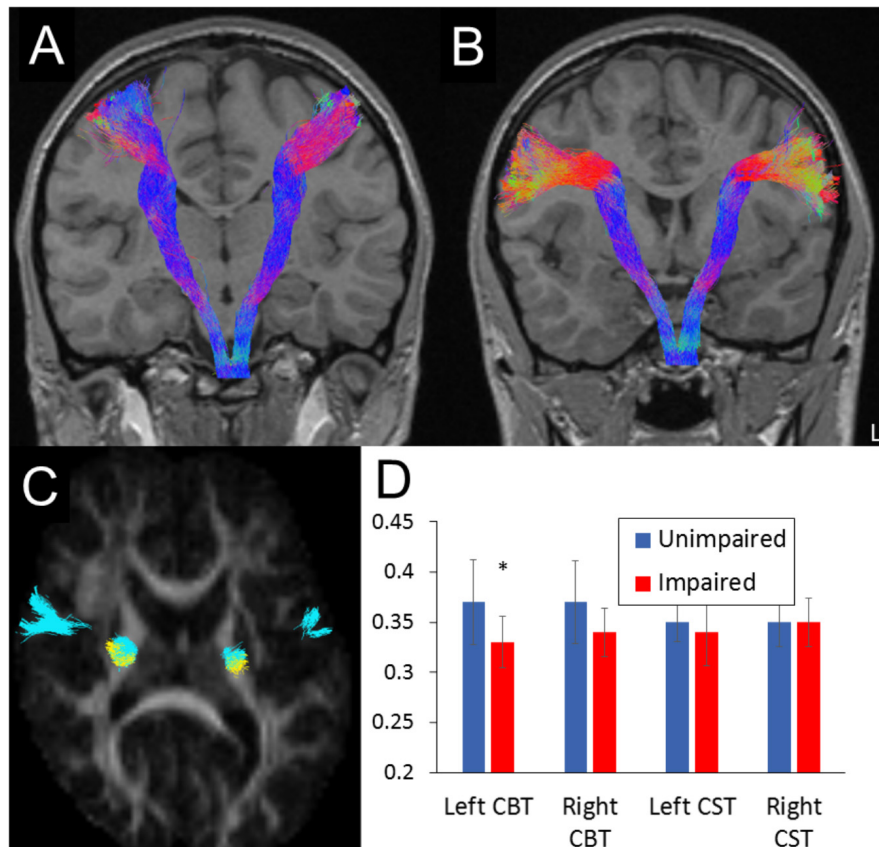 A
B
L
C
D
0.45
0.4
0.35
0.3
0.25
0.2
*
Unimpaired
Impaired
Left CBT
Right
CBT
Left CST
Right
CST